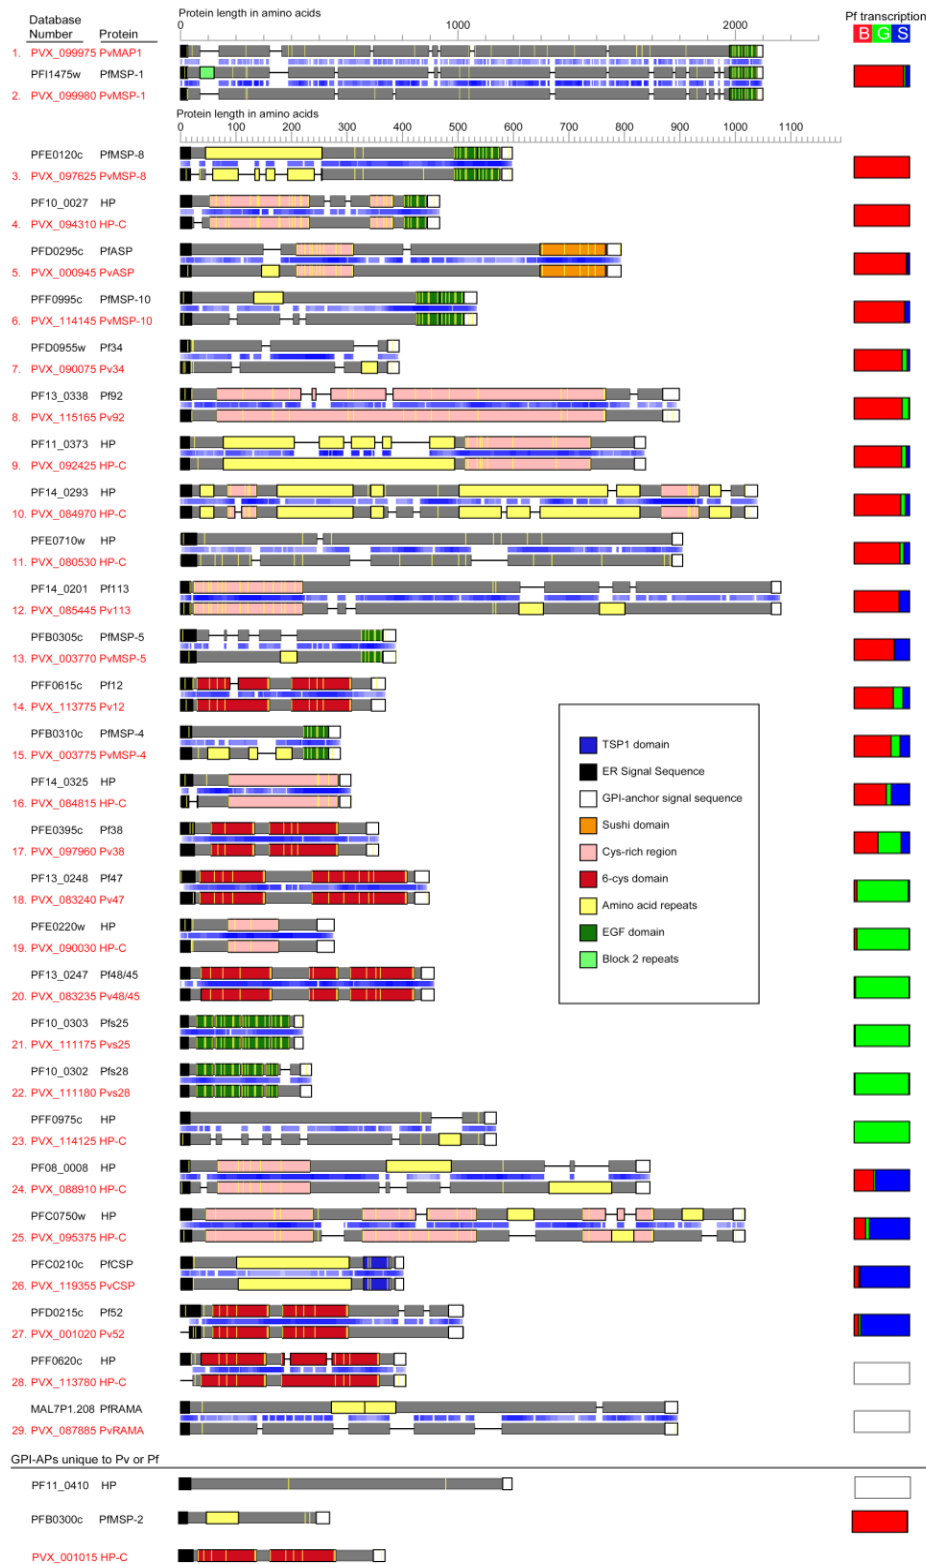 Database Number Protein
Protein length in amino acids
0 1000 2000
Pf transcription
B G S
1. PVX_099975 PvMAP1
PFI1475w PfMSP-1
2. PVX_099980 PvMSP-1
Protein length in amino acids
0 100 200 300 400 500 600 700 800 900 1000 1100
PFE0120c PfMSP-8
3. PVX_097625 PvMSP-8
PF10_0027 HP
4. PVX_094310 HP-C
PFD0295c PfASP
5. PVX_000945 PvASP
PFF0995c PfMSP-10
6. PVX_114145 PvMSP-10
PFD0955w Pf34
7. PVX_090075 Pv34
PF13_0338 Pf92
8. PVX_115165 Pv92
PF11_0373 HP
9. PVX_092425 HP-C
PF14_0293 HP
10. PVX_084970 HP-C
PFE0710w HP
11. PVX_080530 HP-C
PF14_0201 Pf113
12. PVX_085445 Pv113
PFB0305c PfMSP-5
13. PVX_003770 PvMSP-5
PFF0615c Pf12
14. PVX_113775 Pv12
PFB0310c PfMSP-4
15. PVX_003775 PvMSP-4
PF14_0325 HP
16. PVX_084815 HP-C
PFE0395c Pf38
17. PVX_097960 Pv38
PF13_0248 Pf47
18. PVX_083240 Pv47
PFE0220w HP
19. PVX_090030 HP-C
PF13_0247 Pf48/45
20. PVX_083235 Pv48/45
PF10_0303 Pfs25
21. PVX_111175 Pvs25
PF10_0302 Pfs28
22. PVX_111180 Pvs28
PFF0975c HP
23. PVX_114125 HP-C
PF08_0008 HP
24. PVX_088910 HP-C
PFC0750w HP
25. PVX_095375 HP-C
PFC0210c PfCSP
26. PVX_119355 PvCSP
PFD0215c Pf52
27. PVX_001020 Pv52
PFF0620c HP
28. PVX_113780 HP-C
MAL7P1.208 PfRAMA
29. PVX_087885 PvRAMA
TSP1 domain
ER Signal Sequence
GPI-anchor signal sequence
Sushi domain
Cys-rich region
6-cys domain
Amino acid repeats
EGF domain
Block 2 repeats
GPI-APs unique to Pv or Pf
PF11_0410 HP
PFB0300c PfMSP-2
PVX_001015 HP-C